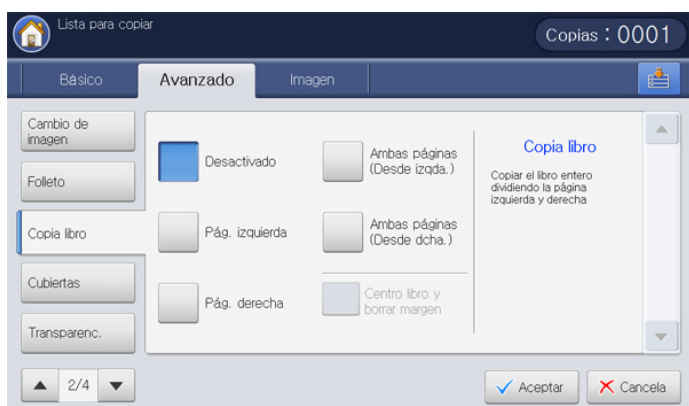 Lista para copiar
Copias : 0001
Básico
Avanzado
Imagen
Cambio de
imagen
Folleto
Copia libro
Cubiertas
Transparenc.
2/4
Desactivado
Ambas páginas
(Desde izqda.)
Pág. izquierda
Ambas páginas
(Desde dcha.)
Pág. derecha
Centro libro y
borrar margen
Copia libro
Copiar el libro entero
dividiendo la página
izquierda y derecha
Aceptar
Cancela